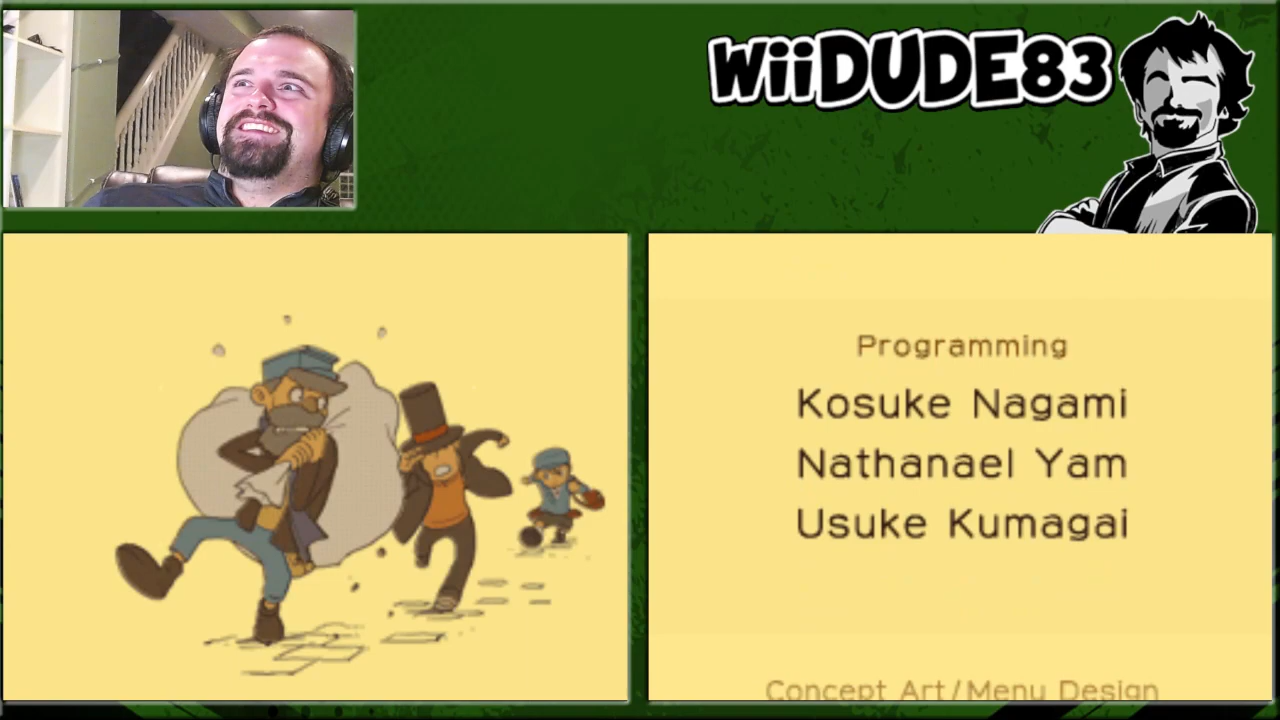 WiiDUDE83
Programming
Kosuke Nagami
Nathanael Yam
Usuke Kumagai
Concept Art/Menu Design